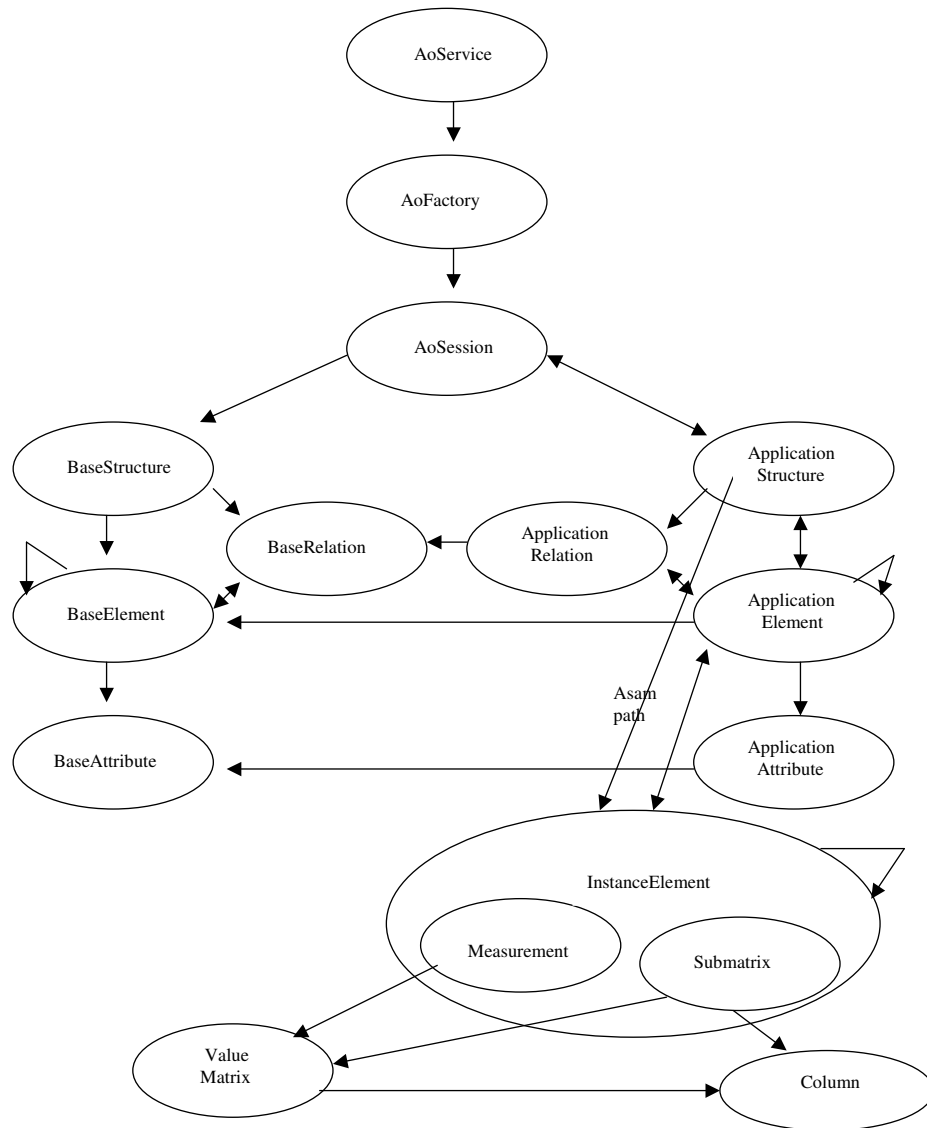 AoService
AoFactory
AoSession
BaseStructure
Application
Structure
BaseRelation
Application
Relation
BaseElement
Application
Element
Asam
path
BaseAttribute
Application
Attribute
InstanceElement
Measurement
Submatrix
Value
Matrix
Column